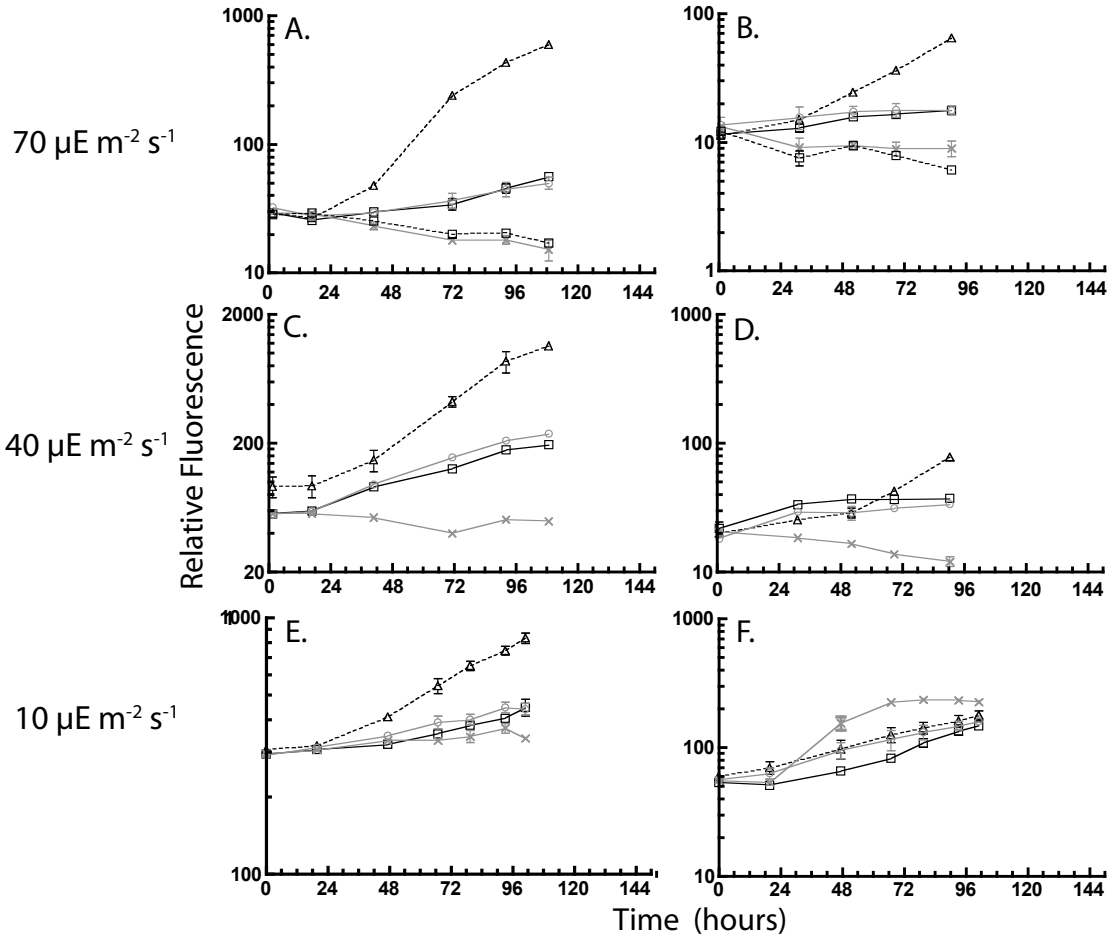 A.
1000
100
10
0 24 48 72 96 120 144
B.
100
10
1
0 24 48 72 96 120 144
70 µE m-2 s-1
C.
2000
200
20
0 24 48 72 96 120 144
D.
1000
100
10
0 24 48 72 96 120 144
40 µE m-2 s-1
Relative Fluorescence
E.
1000
100
0 24 48 72 96 120 144
F.
1000
100
10
0 24 48 72 96 120 144
10 µE m-2 s-1
Time (hours)